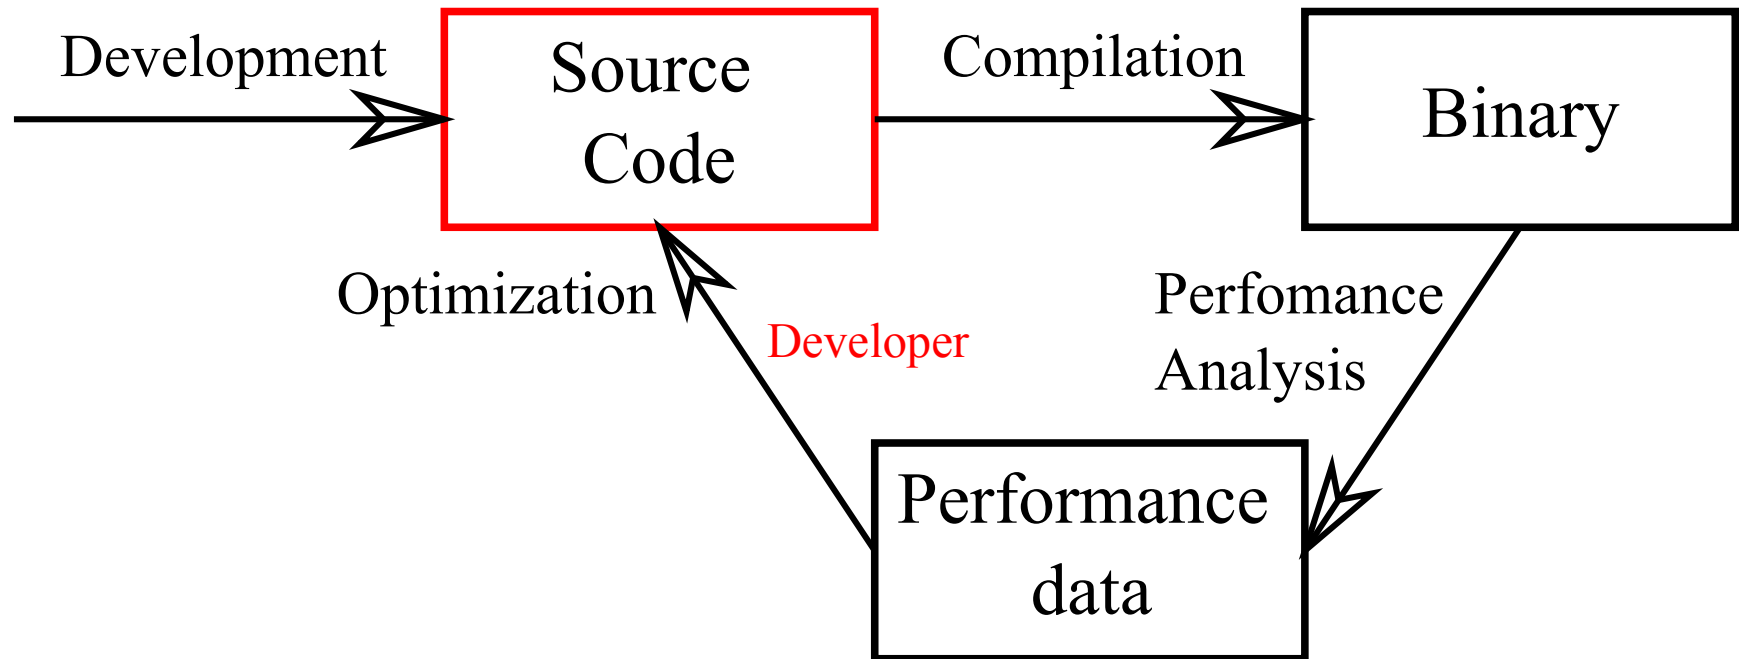 Development
Source
Code
Compilation
Binary
Optimization
Developer
Perfomance
Analysis
Performance
data